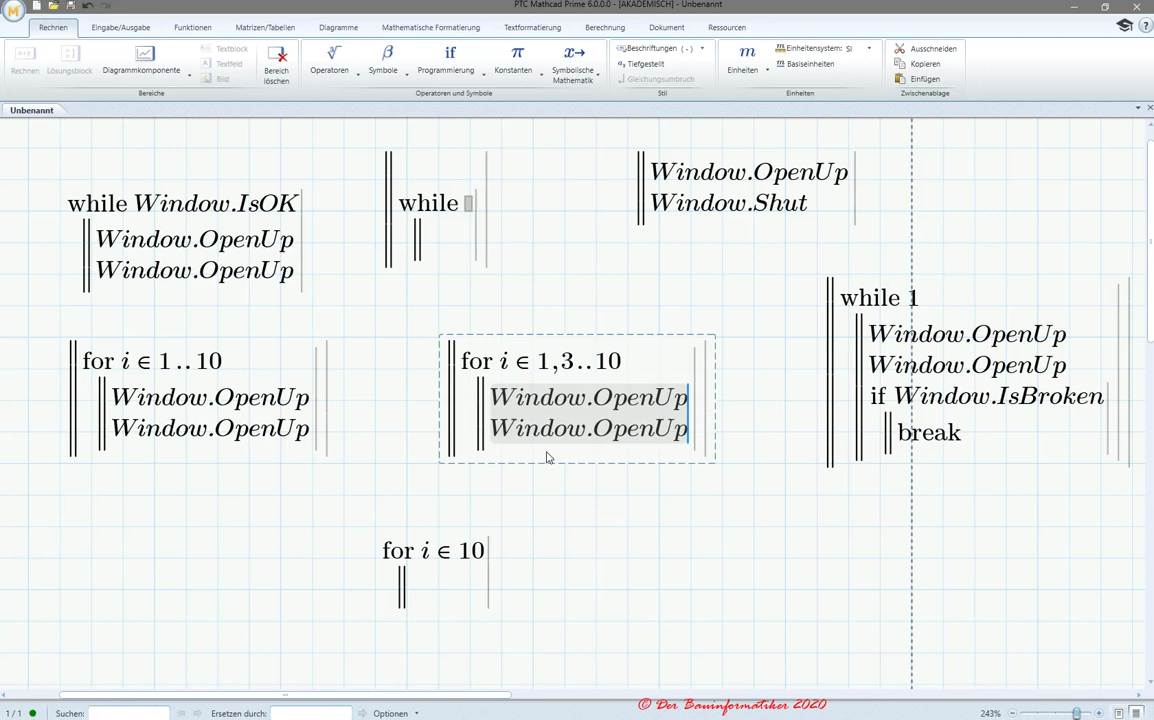 PTC Mathcad Prime 6.0.0.0 - [AKADEMISCH] - Unbenannt
Rechnen Eingabe/Ausgabe Funktionen Matrizen/Tabellen Diagramme Mathematische Formatierung Textformatierung Berechnung Dokument Ressourcen
Rechnen
Lösungsblock
Diagrammkomponente
Textblock
Textfeld
Bild
Bereich
löschen
Bereiche
Operatoren
Symbole
if
Programmierung
π
Konstanten
Symbolische
Mathematik
Operatoren und Symbole
Beschriftungen ( - )
Tiefgestellt
Gleichungsumbruch
Stil
m
Einheiten
Einheitensystem: SI
Basiseinheiten
Einheiten
Ausschneiden
Kopieren
Einfügen
Zwischenablage
Unbenannt
while Window.IsOK
Window.OpenUp
Window.OpenUp
while
Window.OpenUp
Window.Shut
while 1
Window.OpenUp
Window.OpenUp
if Window.IsBroken
break
for i ∈ 1 .. 10
Window.OpenUp
Window.OpenUp
for i ∈ 1,3 .. 10
Window.OpenUp
Window.OpenUp
for i ∈ 10
© Der Bauinformatiker 2020
1 / 1 Suchen: Ersetzen durch: Optionen 243%